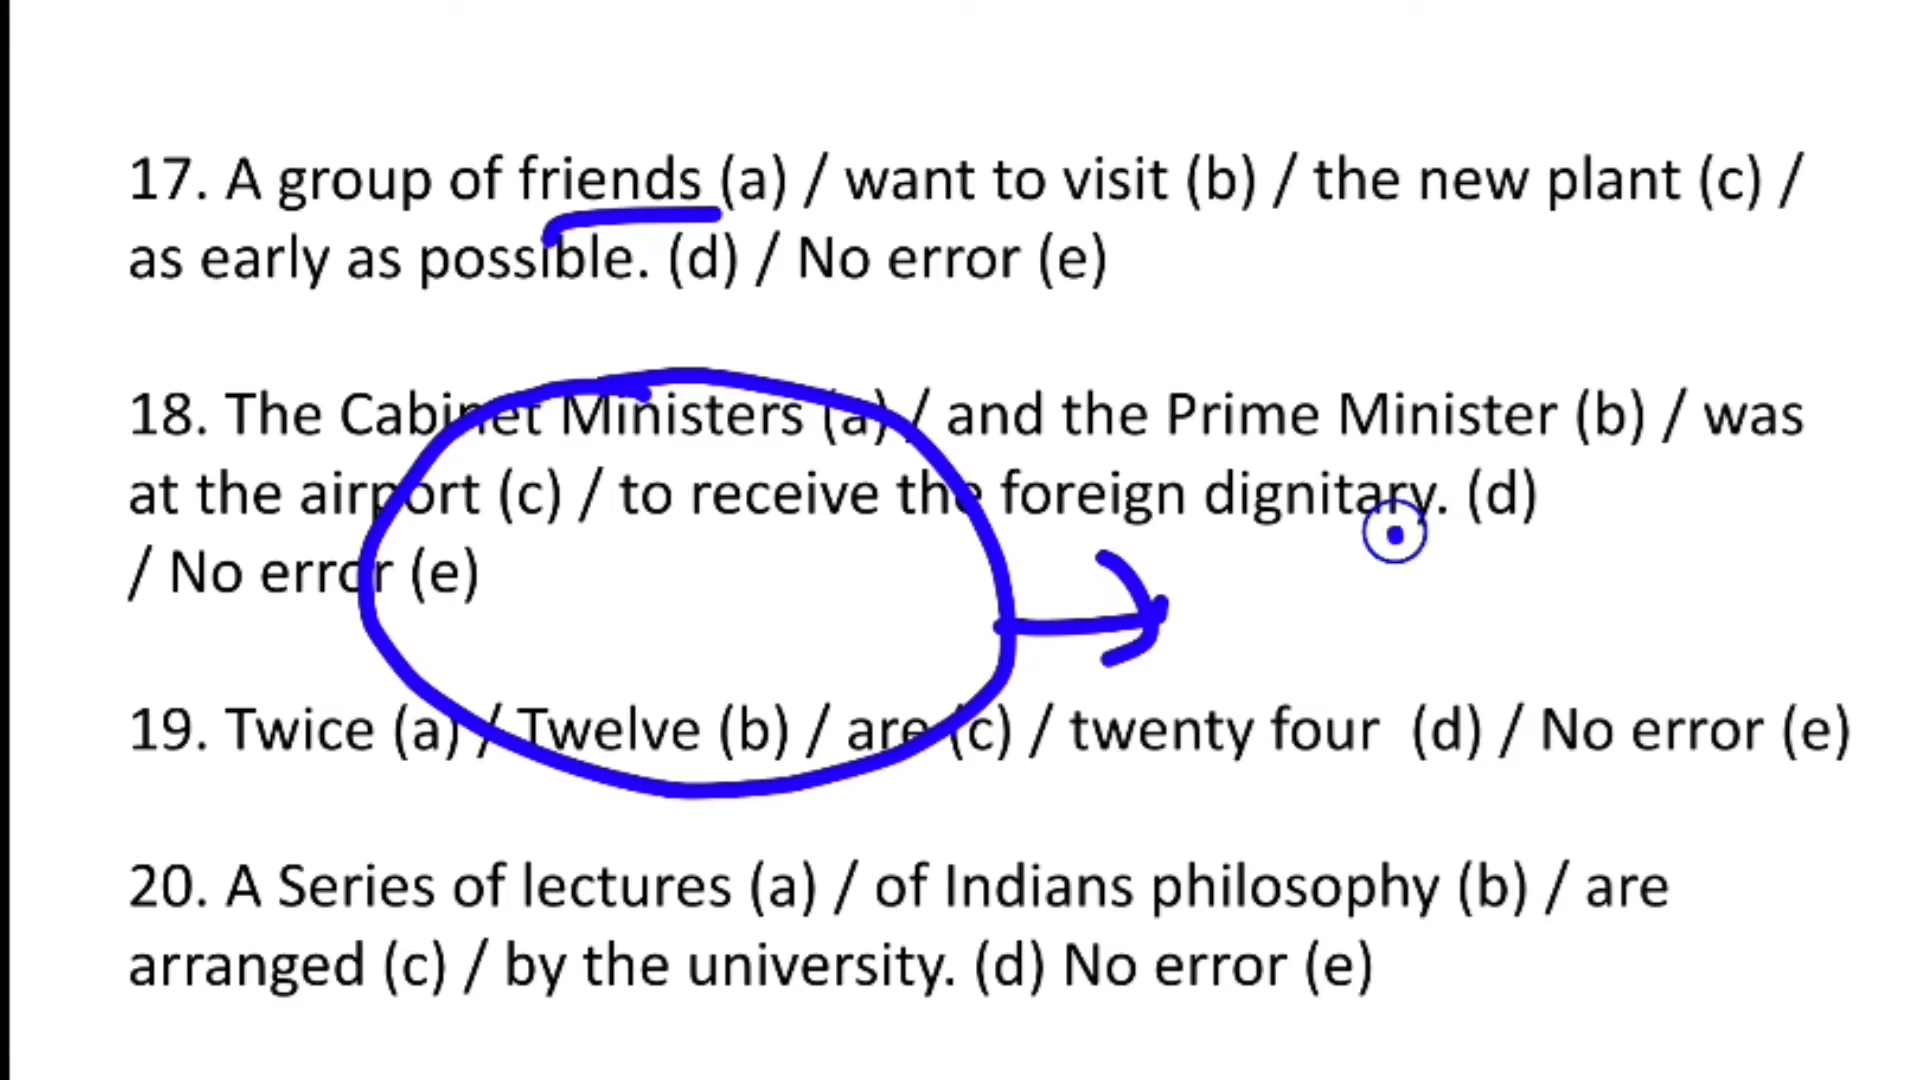 17. A group of friends (a) / want to visit (b) / the new plant (c) /
as early as possible. (d) / No error (e)
18. The Cabinet Ministers (a) / and the Prime Minister (b) / was
at the airport (c) / to receive the foreign dignitary. (d)
/ No error (e)
19. Twice (a) / Twelve (b) / are (c) / twenty four (d) / No error (e)
20. A Series of lectures (a) / of Indians philosophy (b) / are
arranged (c) / by the university. (d) No error (e)